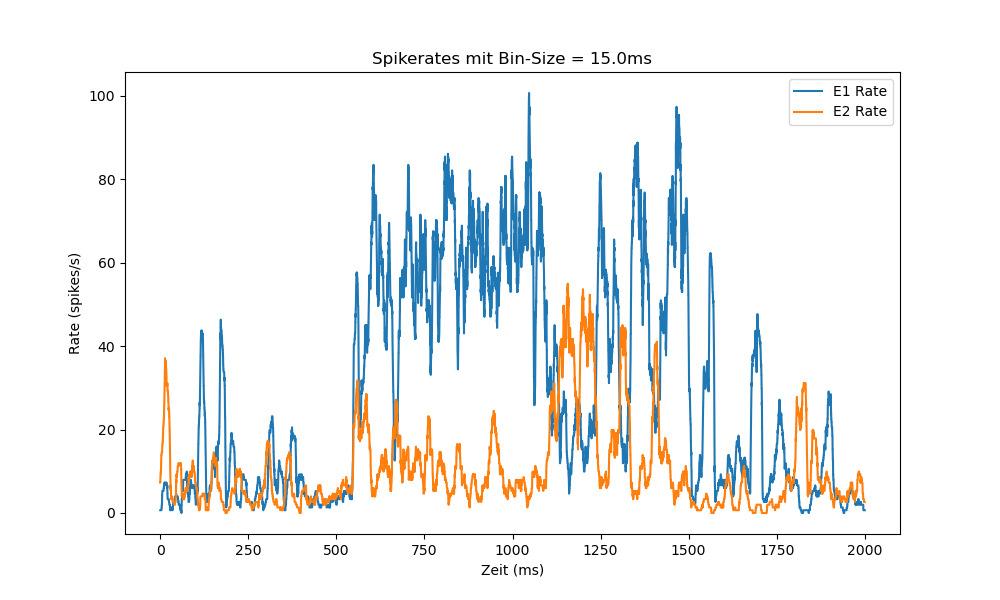 Spikerates mit Bin-Size = 15.0ms
E1 Rate
E2 Rate
Rate (spikes/s)
100
80
60
40
20
0
0 250 500 750 1000 1250 1500 1750 2000
Zeit (ms)